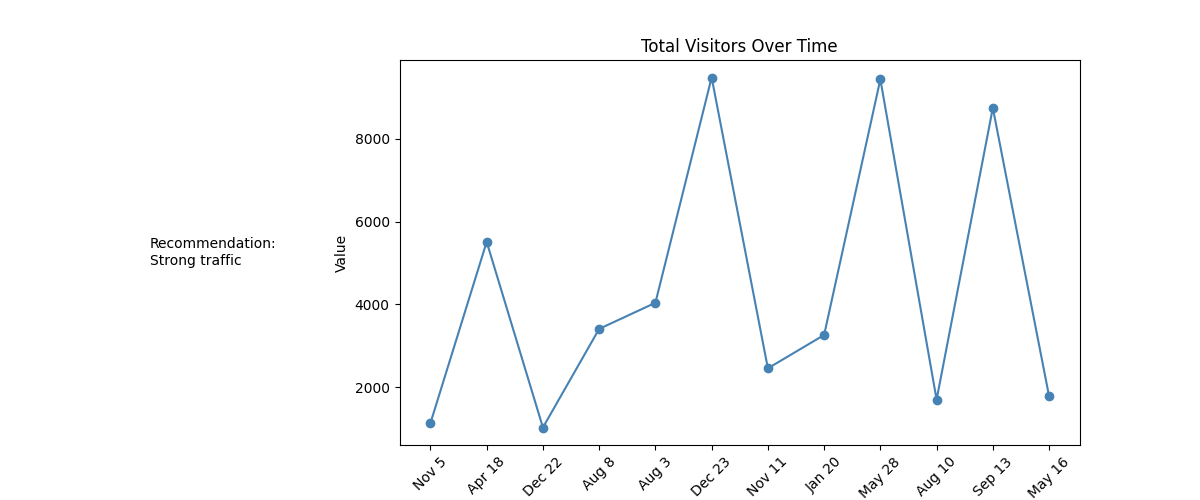 Total Visitors Over Time
Recommendation:
Strong traffic
Value
8000
6000
4000
2000
Nov 5
Apr 18
Dec 22
Aug 8
Aug 3
Dec 23
Nov 11
Jan 20
May 28
Aug 10
Sep 13
May 16